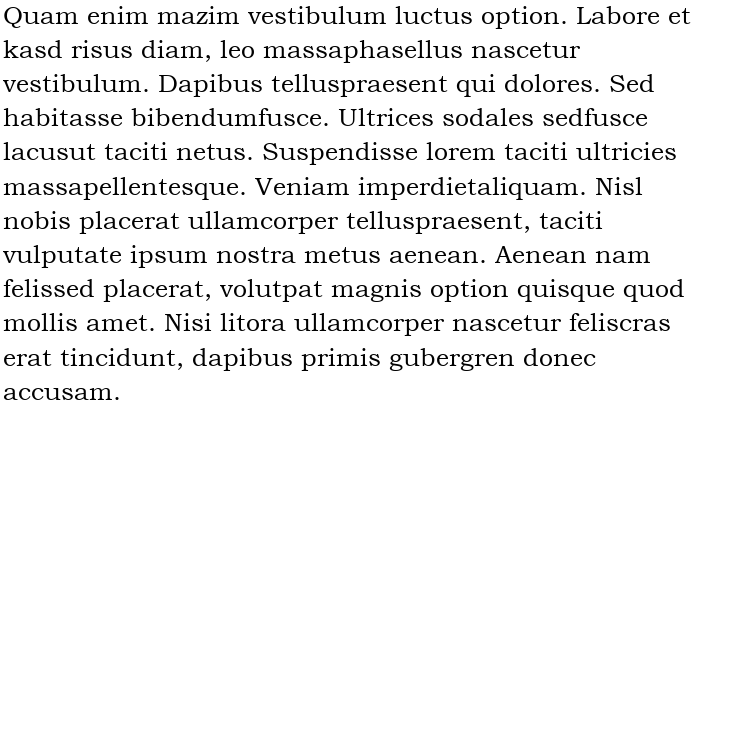 Quam enim mazim vestibulum luctus option. Labore et
kasd risus diam, leo massaphasellus nascetur
vestibulum. Dapibus telluspraesent qui dolores. Sed
habitasse bibendumfusce. Ultrices sodales sedfusce
lacusut taciti netus. Suspendisse lorem taciti ultricies
massapellentesque. Veniam imperdietaliquam. Nisl
nobis placerat ullamcorper telluspraesent, taciti
vulputate ipsum nostra metus aenean. Aenean nam
felissed placerat, volutpat magnis option quisque quod
mollis amet. Nisi litora ullamcorper nascetur feliscras
erat tincidunt, dapibus primis gubergren donec
accusam.